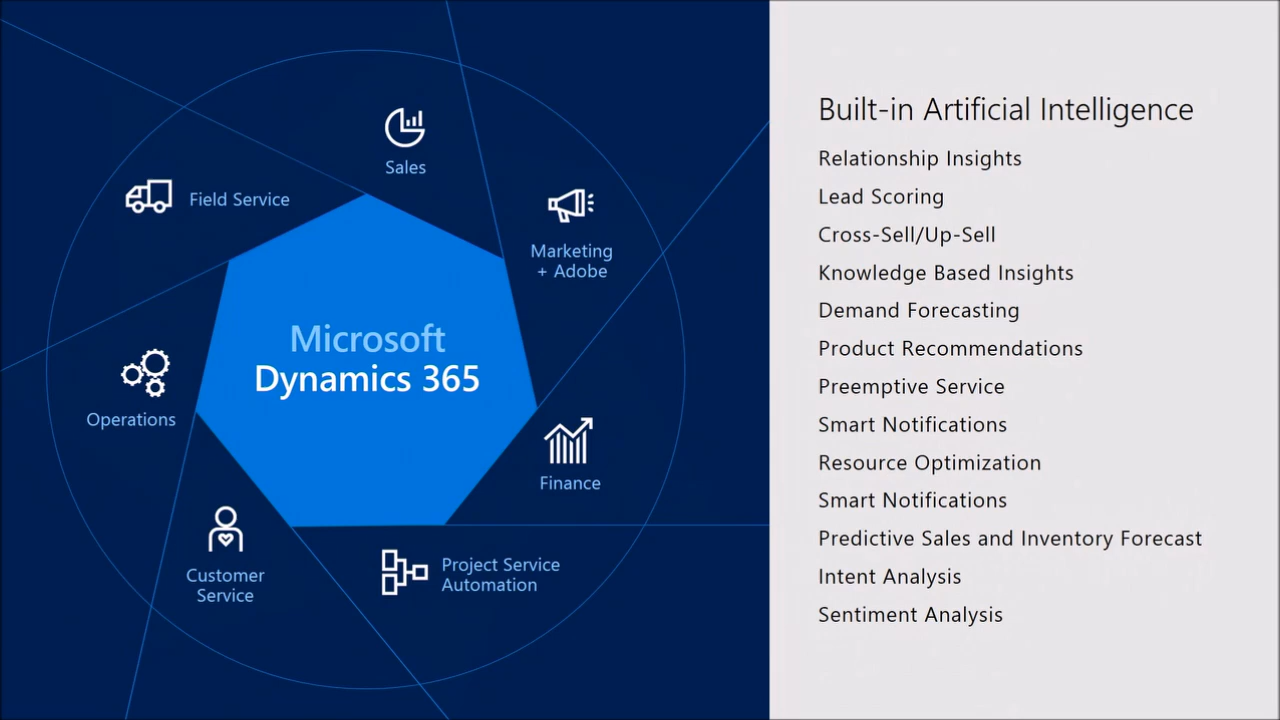 Microsoft
Dynamics 365
Sales
Marketing
+ Adobe
Finance
Project Service
Automation
Customer
Service
Operations
Field Service
Built-in Artificial Intelligence
Relationship Insights
Lead Scoring
Cross-Sell/Up-Sell
Knowledge Based Insights
Demand Forecasting
Product Recommendations
Preemptive Service
Smart Notifications
Resource Optimization
Smart Notifications
Predictive Sales and Inventory Forecast
Intent Analysis
Sentiment Analysis